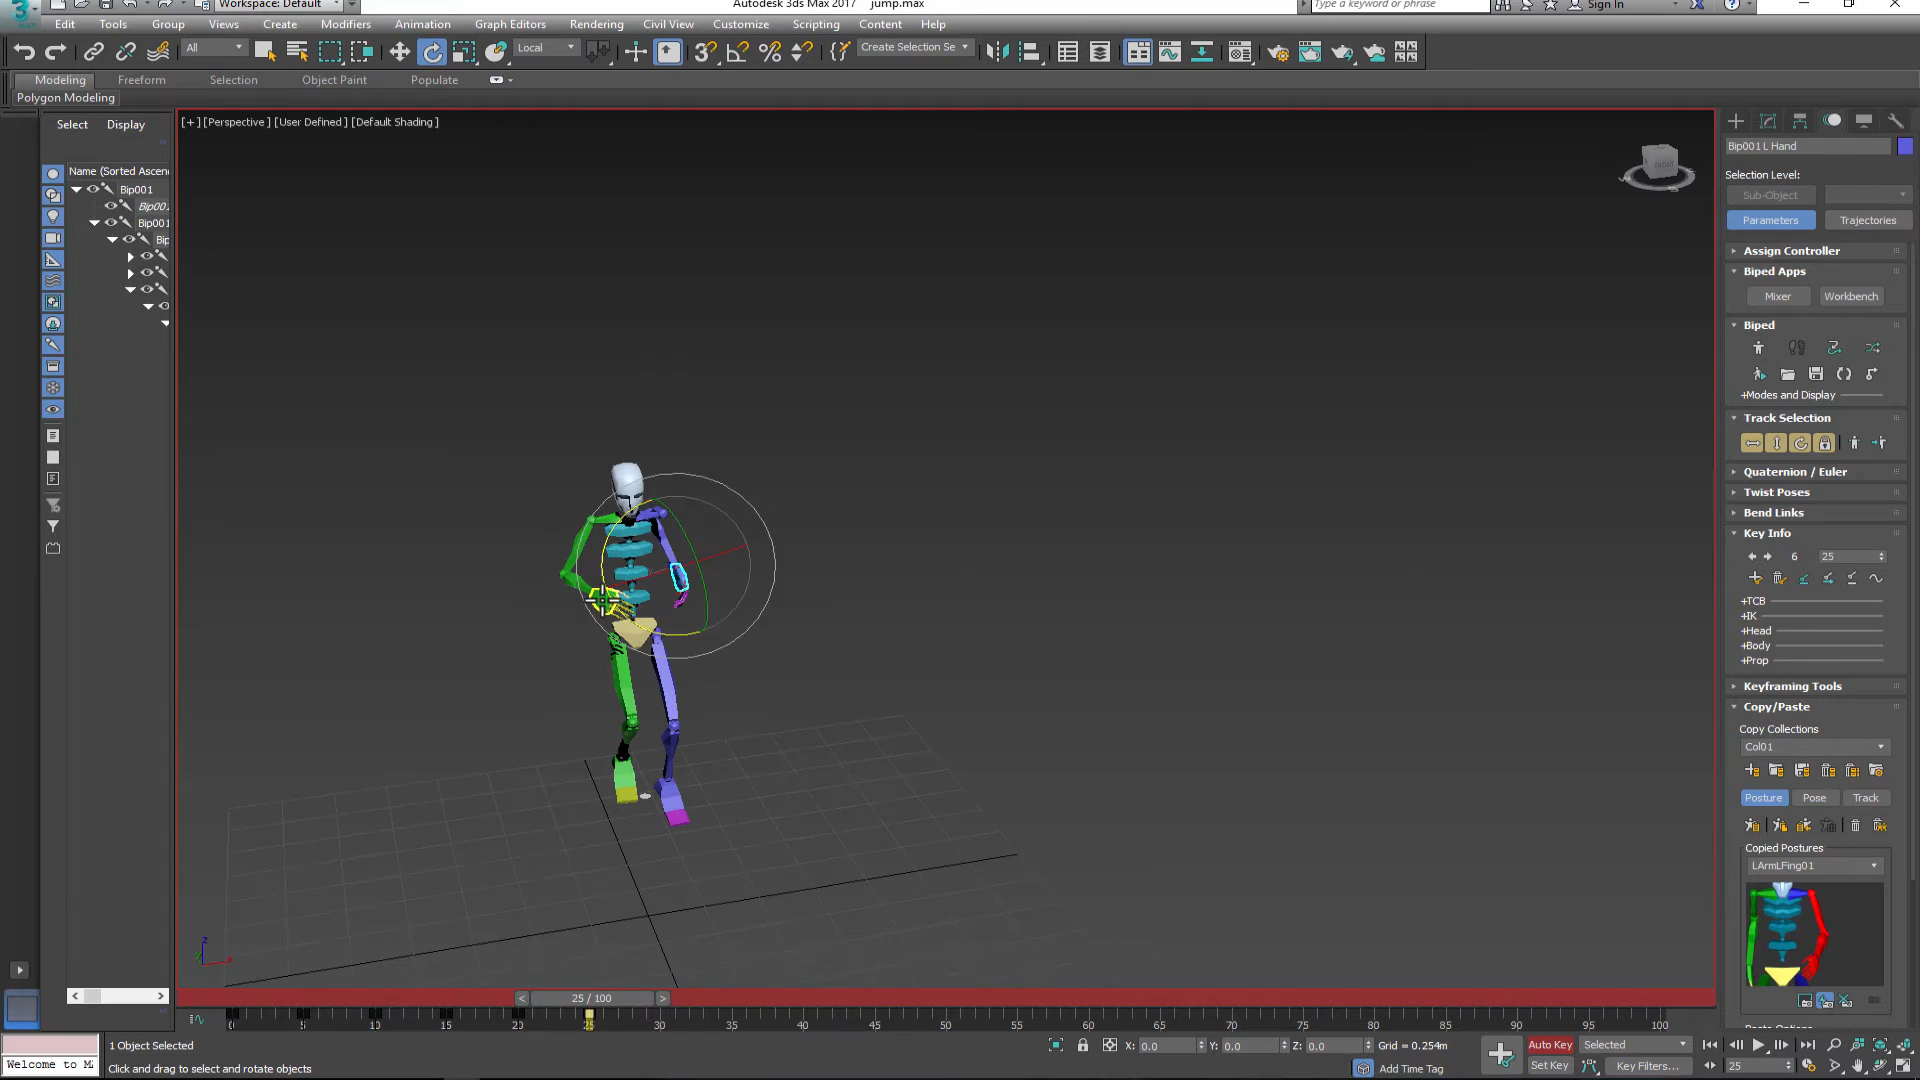 Workspace: Default
Autodesk 3ds Max 2017 jump.max
Type a keyword or phrase
Sign In
Edit Tools Group Views Create Modifiers Animation Graph Editors Rendering Civil View Customize Scripting Content Help
All
Local
Create Selection Se
Modeling Freeform Selection Object Paint Populate
Polygon Modeling
Select Display
Name (Sorted Ascen
Bip001
Bip00
Bip001
Bip
[+] [Perspective] [User Defined] [Default Shading]
FRONT
Bip001 L Hand
Selection Level:
Sub-Object
Parameters Trajectories
Assign Controller
Biped Apps
Mixer Workbench
Biped
+Modes and Display
Track Selection
Quaternion / Euler
Twist Poses
Bend Links
Key Info
6 25
+TCB
+IK
+Head
+Body
+Prop
Keyframing Tools
Copy/Paste
Copy Collections
Col01
Posture Pose Track
Copied Postures
LArmLFing01
z
x
< 25 / 100 >
0 5 10 15 20 25 30 35 40 45 50 55 60 65 70 75 80 85 90 95 100
1 Object Selected
X: 0.0 Y: 0.0 Z: 0.0 Grid = 0.254m
Auto Key Selected
Welcome to M
Click and drag to select and rotate objects
Add Time Tag
Set Key Key Filters... 25